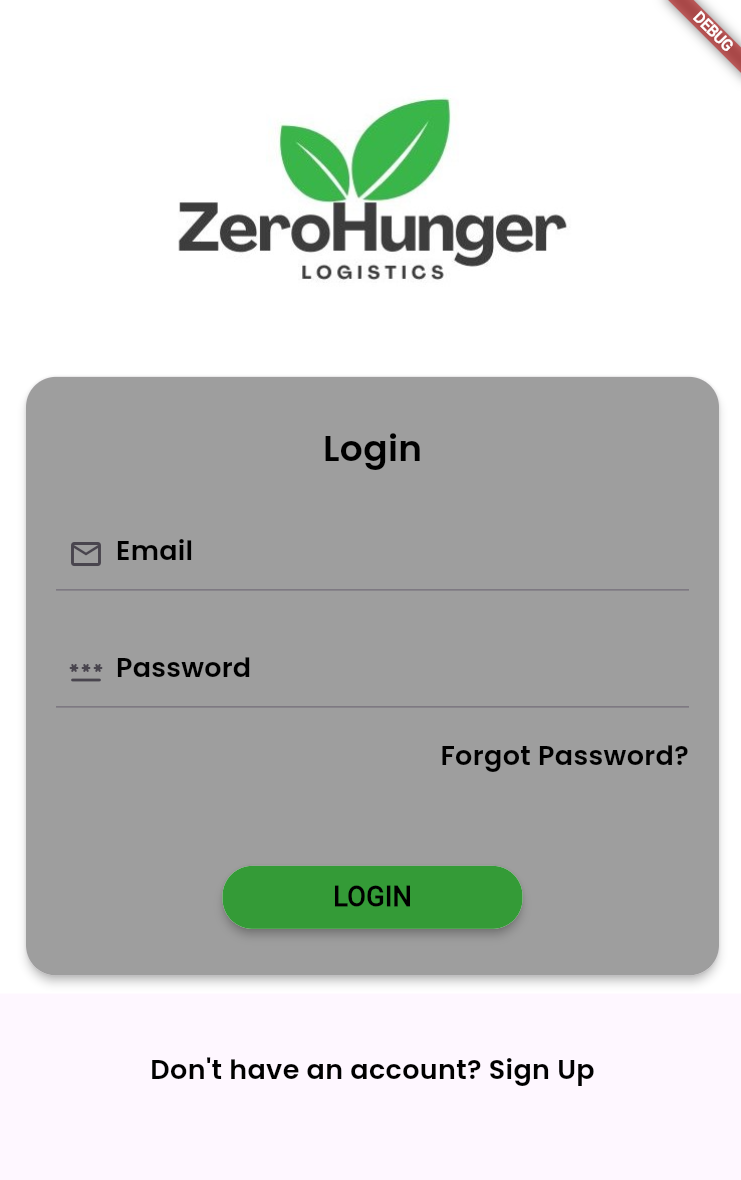 DEBUG
ZeroHunger
LOGISTICS
Login
Email
*** Password
Forgot Password?
LOGIN
Don't have an account? Sign Up